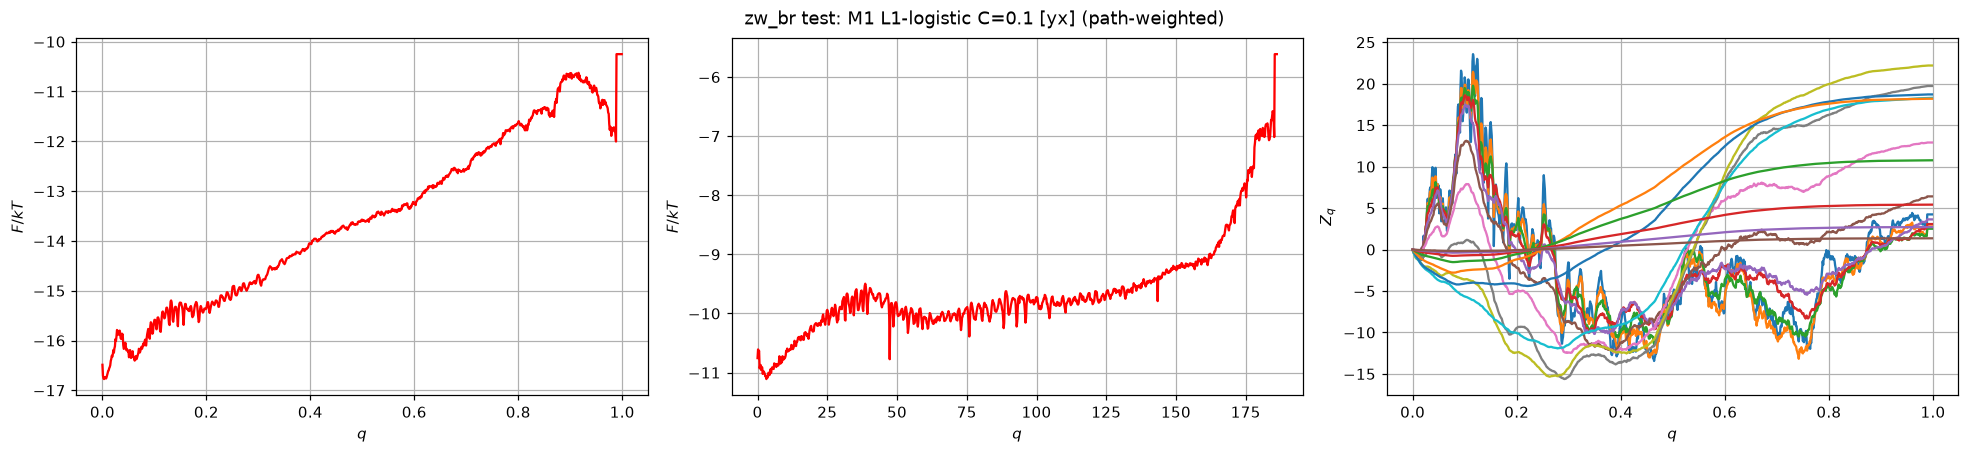 zw_br test: M1 L1-logistic C=0.1 [yx] (path-weighted)
F/kT
−10
−11
−12
−13
−14
−15
−16
−17
0.0 0.2 0.4 0.6 0.8 1.0
q
F/kT
−6
−7
−8
−9
−10
−11
0 25 50 75 100 125 150 175
q
Z_q
25
20
15
10
5
0
−5
−10
−15
0.0 0.2 0.4 0.6 0.8 1.0
q